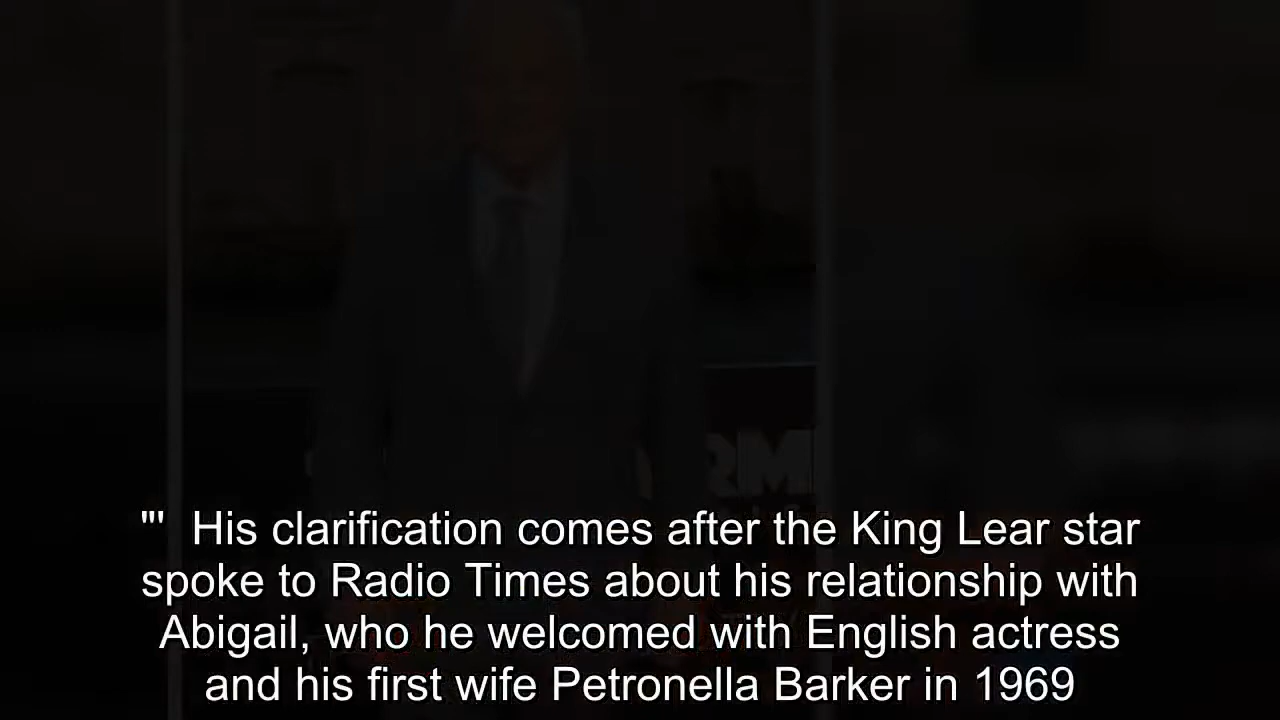 "' His clarification comes after the King Lear star
spoke to Radio Times about his relationship with
Abigail, who he welcomed with English actress
and his first wife Petronella Barker in 1969